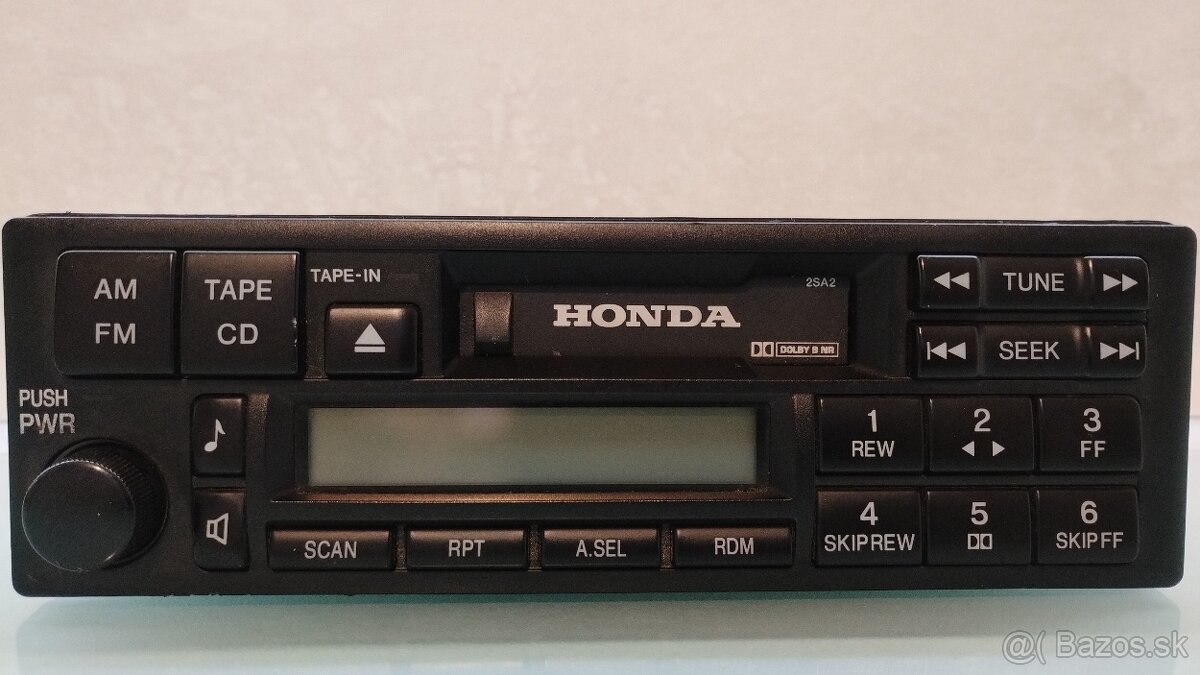 AM
FM
TAPE
CD
TAPE-IN
2SA2
HONDA
DOLBY B NR
TUNE
SEEK
PUSH
PWR
1
REW
2
3
FF
4
SKIPREW
5
6
SKIPFF
SCAN
RPT
A.SEL
RDM
@( Bazos.sk